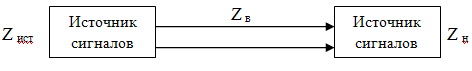 Z ист
Источник
сигналов
Z в
Источник
сигналов
Z н